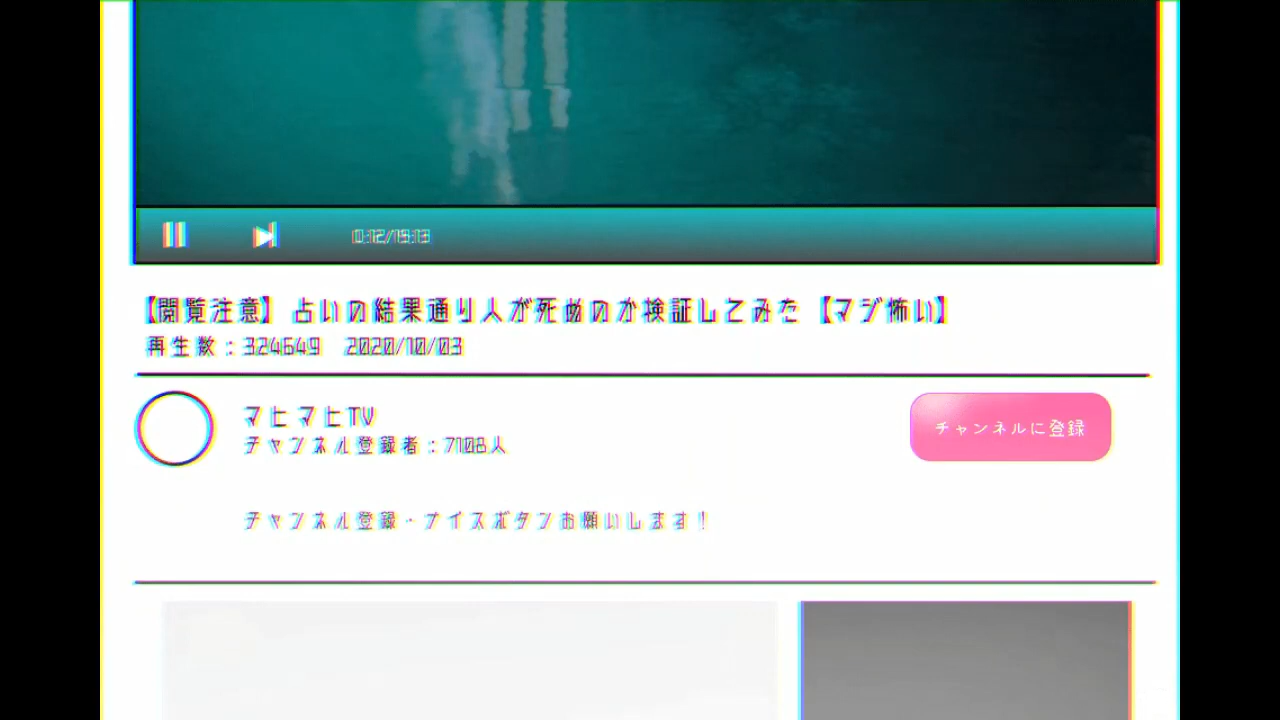 0:12/15:13
【閲覧注意】占いの結果通り人が死ぬのか検証してみた【マジ怖い】
再生数：324649　2020/10/03
マヒマヒTV
チャンネル登録者：7108人
チャンネルに登録
チャンネル登録・ナイスボタンお願いします！